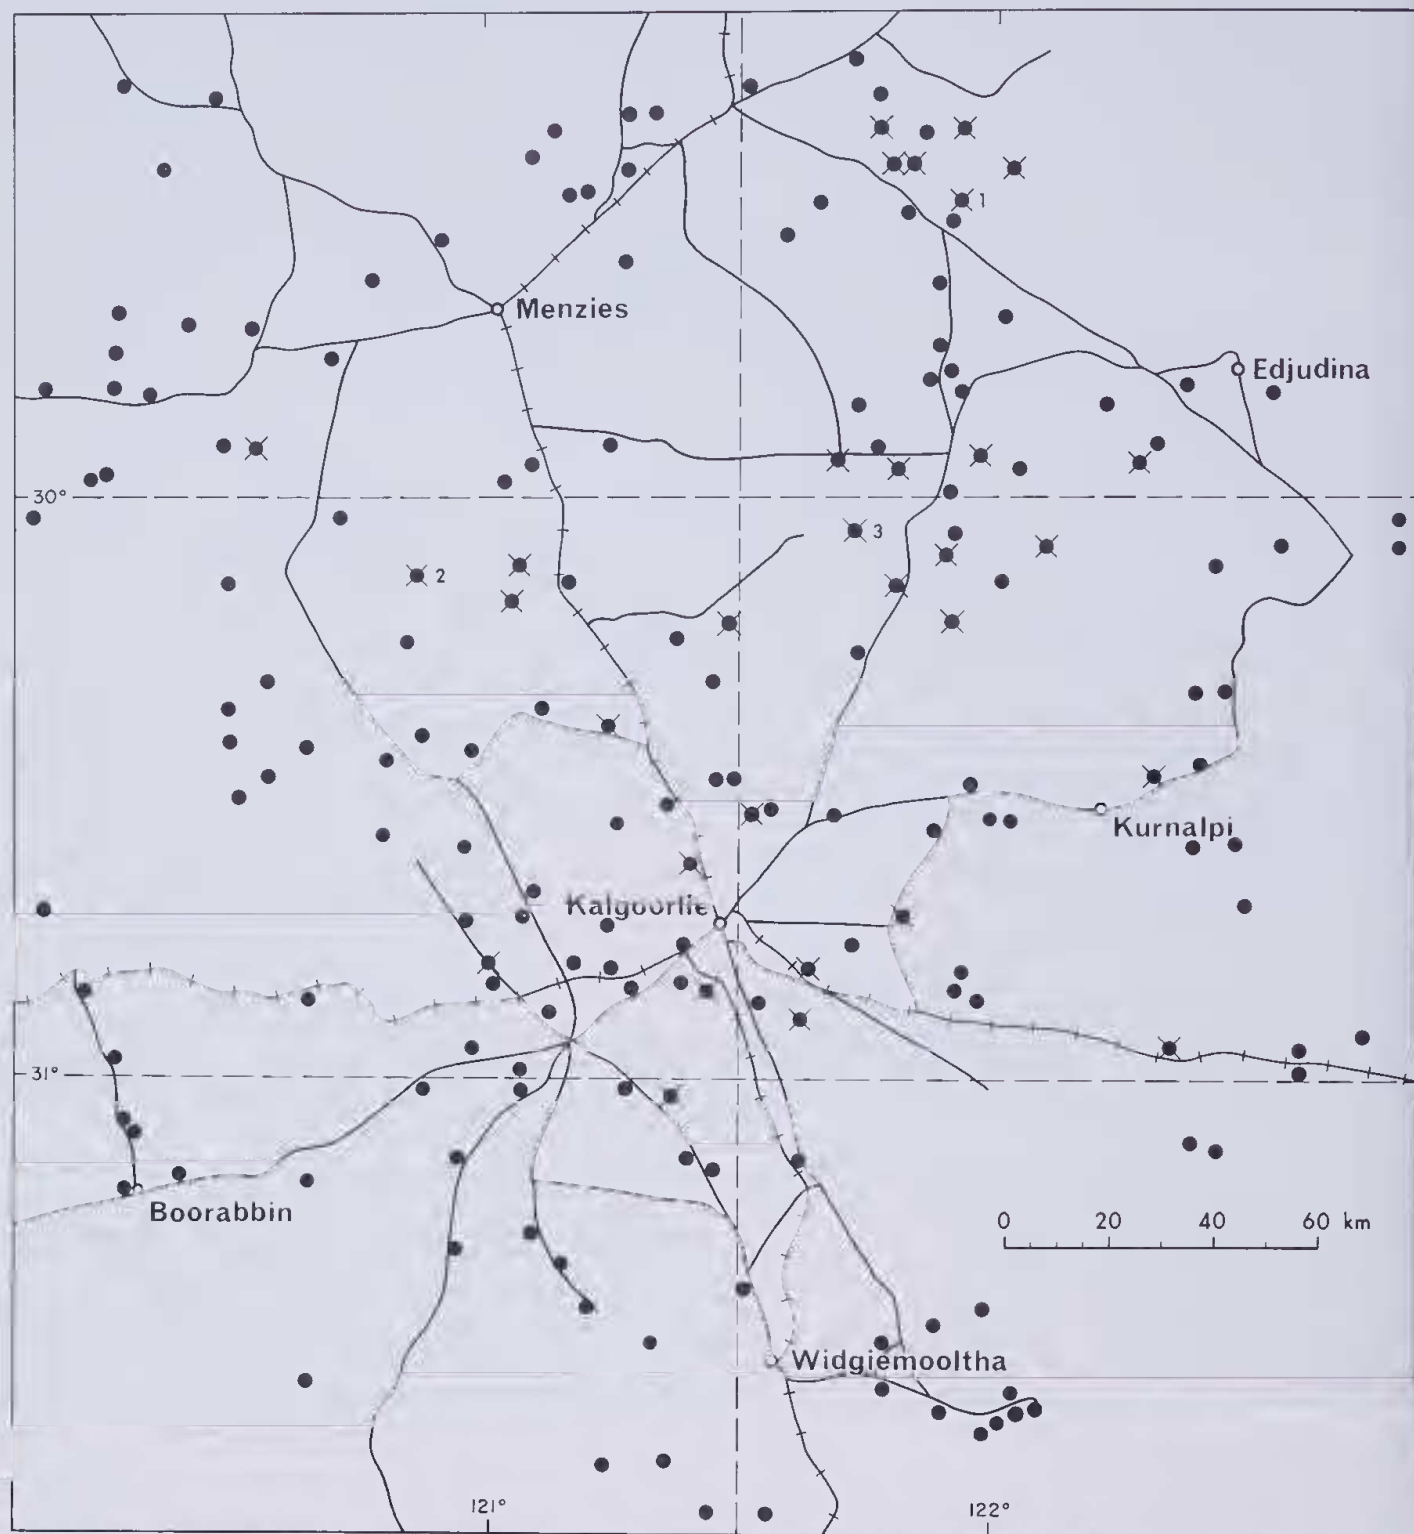 1
Menzies
Edjudina
30°
3
2
Kurnalpi
Kalgoorlie
31°
Boorabbin
0 20 40 60 km
Widgiemooltha
121°
122°